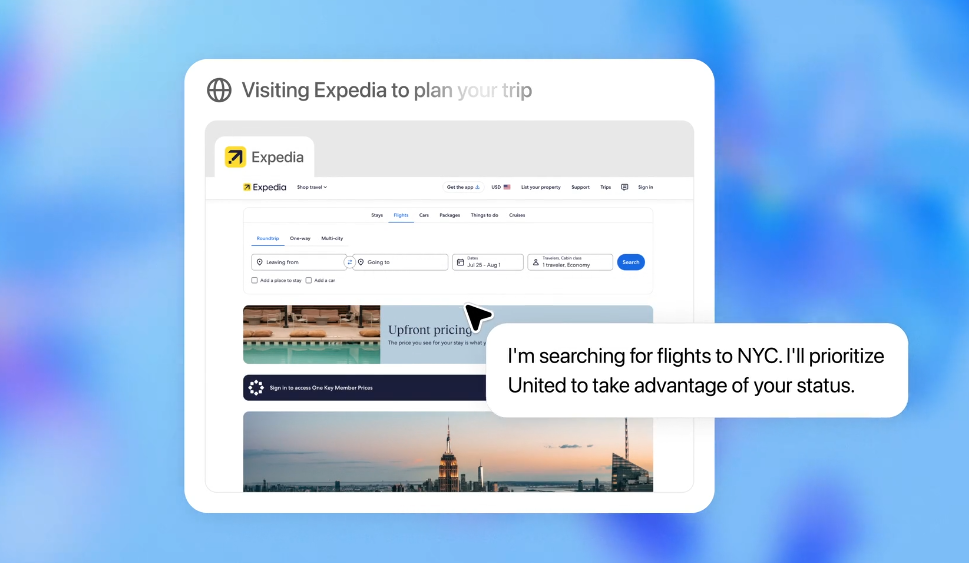 Visiting Expedia to plan your trip
Expedia
Expedia Shop travel Get the app USD List your property Support Trips Sign In
Stays Flights Cars Packages Things to do Cruises
Roundtrip One-way Multi-city
Leaving from Going to Dates Jul 25 - Aug 1 Travelers, Cabin class 1 traveler, Economy Search
Add a place to stay Add a car
Upfront pricing
The price you see for your stay is what y
Sign in to access One Key Member Prices
I'm searching for flights to NYC. I'll prioritize
United to take advantage of your status.